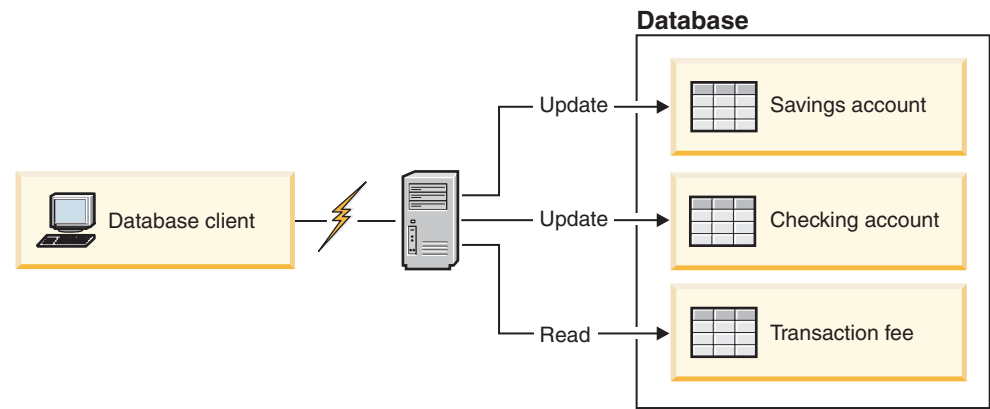 Database
Update
Savings account
Database client
Update
Checking account
Read
Transaction fee